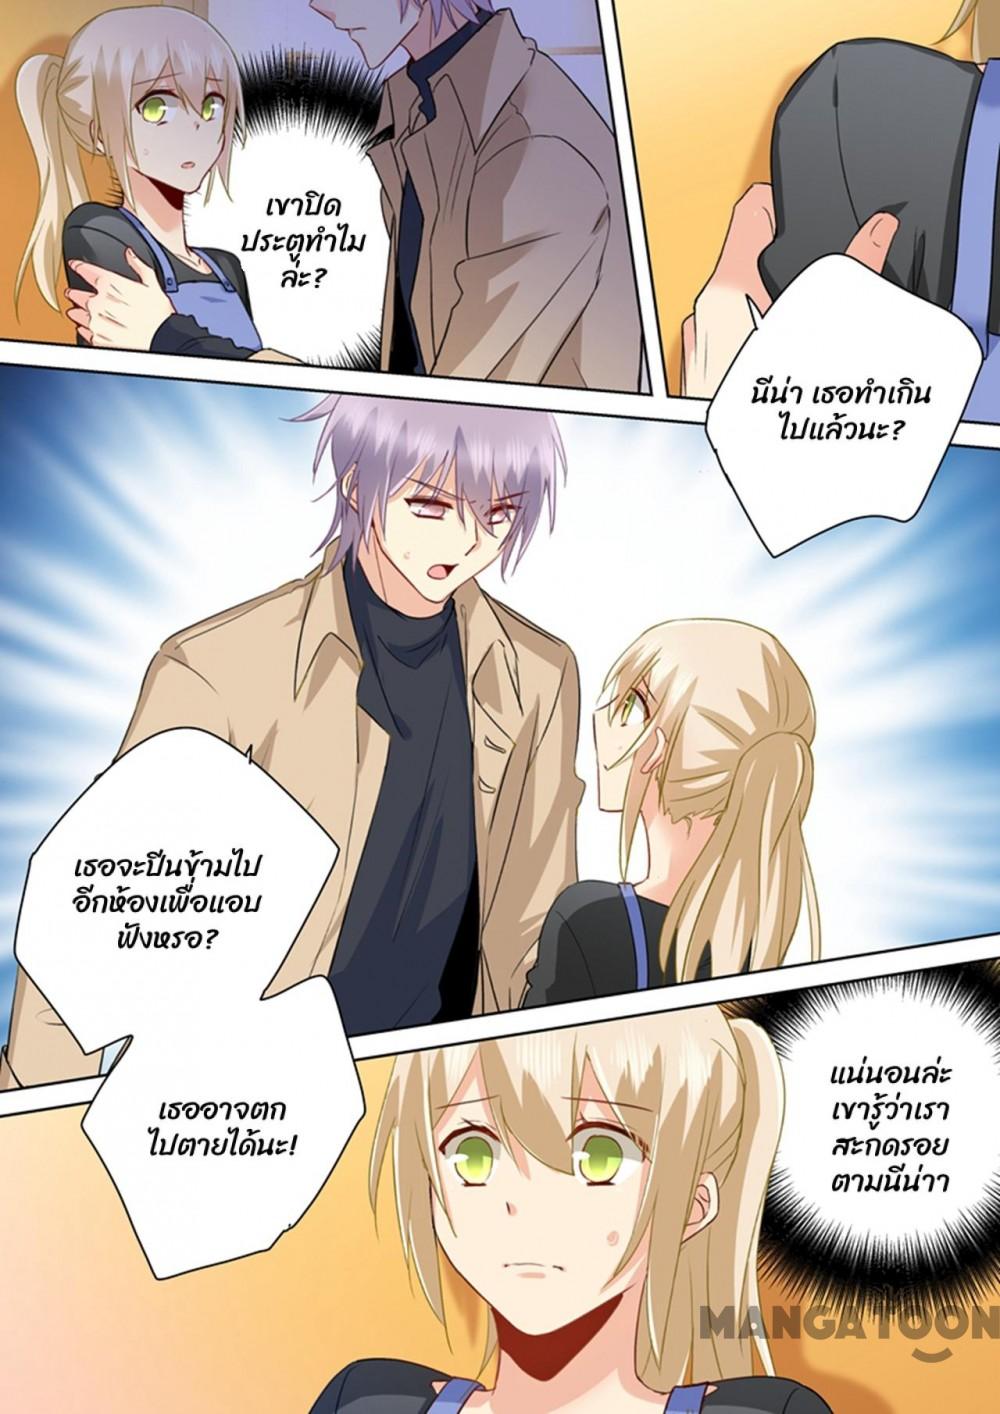 เขาปิด
ประตูทำไม
ล่ะ?
นีน่า เธอทำเกิน
ไปแล้วนะ?
เธอจะปีนข้ามไป
อีกห้องเพื่อแอบ
ฟังหรอ?
เธออาจตก
ไปตายได้นะ!
แน่นอนล่ะ
เขารู้ว่าเรา
สะกดรอย
ตามนีน่าา
MANGATOON